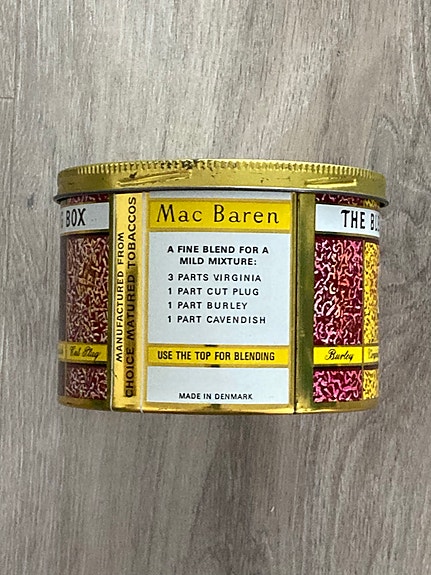 BOX
Cut Plug
MANUFACTURED FROM
CHOICE MATURED TOBACCOS
Mac Baren
A FINE BLEND FOR A
MILD MIXTURE:
3 PARTS VIRGINIA
1 PART CUT PLUG
1 PART BURLEY
1 PART CAVENDISH
USE THE TOP FOR BLENDING
MADE IN DENMARK
THE
Burley